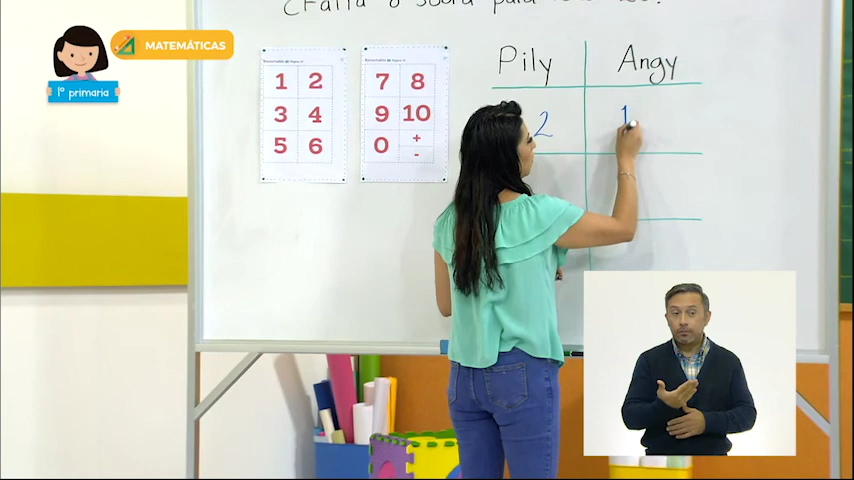 ¿Falta o sobra para
MATEMÁTICAS
1° primaria
Pily Angy
2 1
1 2
3 4
5 6
7 8
9 10
0 +
-